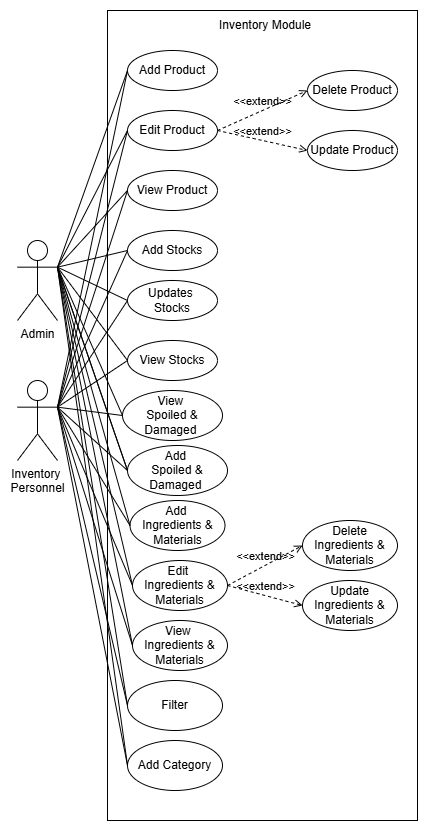 Inventory Module
Add Product
Delete Product
<<extend>>
Edit Product
<<extend>>
Update Product
View Product
Add Stocks
Updates
Stocks
Admin
View Stocks
View
Spoiled &
Damaged
Add
Spoiled &
Damaged
Inventory
Personnel
Add
Ingredients &
Materials
Delete
Ingredients &
Materials
<<extend>>
Edit
Ingredients &
Materials
<<extend>>
Update
Ingredients &
Materials
View
Ingredients &
Materials
Filter
Add Category